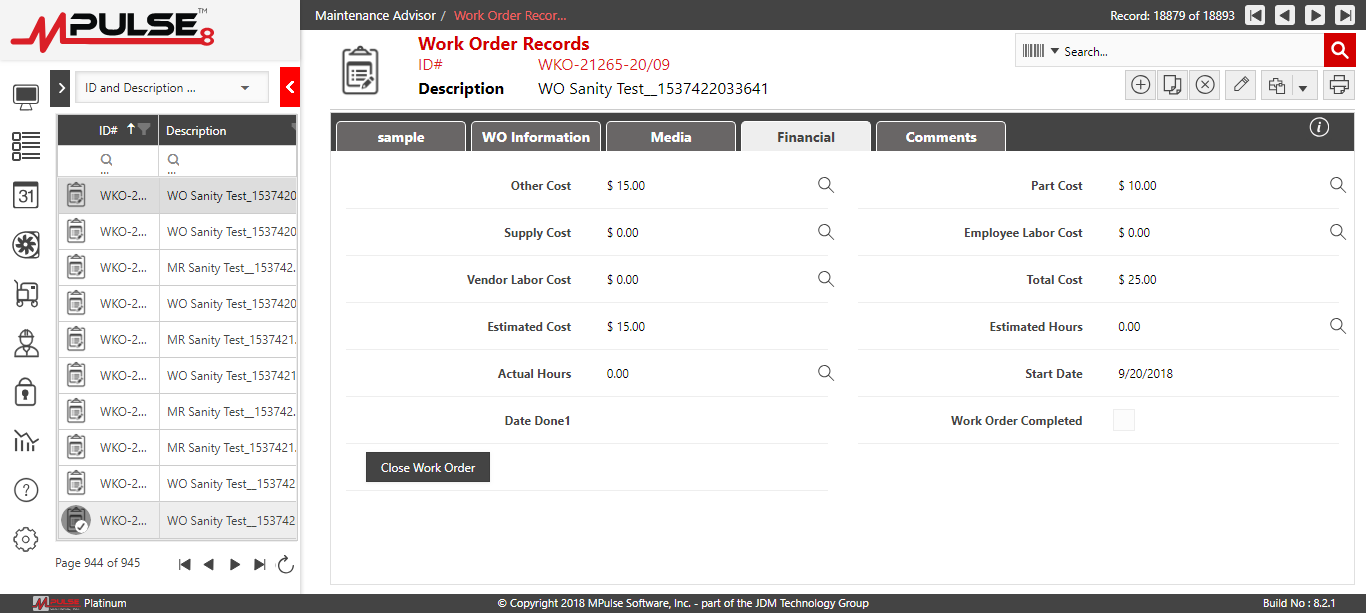 MPULSE 8™
Maintenance Advisor / Work Order Recor...
Record: 18879 of 18893
ID and Description ...
Work Order Records
ID# WKO-21265-20/09
Description WO Sanity Test__1537422033641
Search...
ID# Description
... ...
WKO-2... WO Sanity Test_1537420
WKO-2... WO Sanity Test_1537420
WKO-2... MR Sanity Test__153742.
WKO-2... WO Sanity Test_1537420
WKO-2... MR Sanity Test_1537421.
WKO-2... WO Sanity Test_1537421
WKO-2... MR Sanity Test__153742.
WKO-2... MR Sanity Test_1537421.
WKO-2... WO Sanity Test__153742
WKO-2... WO Sanity Test__153742
Page 944 of 945
31
sample WO Information Media Financial Comments
Other Cost $ 15.00 Part Cost $ 10.00
Supply Cost $ 0.00 Employee Labor Cost $ 0.00
Vendor Labor Cost $ 0.00 Total Cost $ 25.00
Estimated Cost $ 15.00 Estimated Hours 0.00
Actual Hours 0.00 Start Date 9/20/2018
Date Done1 Work Order Completed
Close Work Order
MPULSE Platinum
© Copyright 2018 MPulse Software, Inc. - part of the JDM Technology Group
Build No : 8.2.1